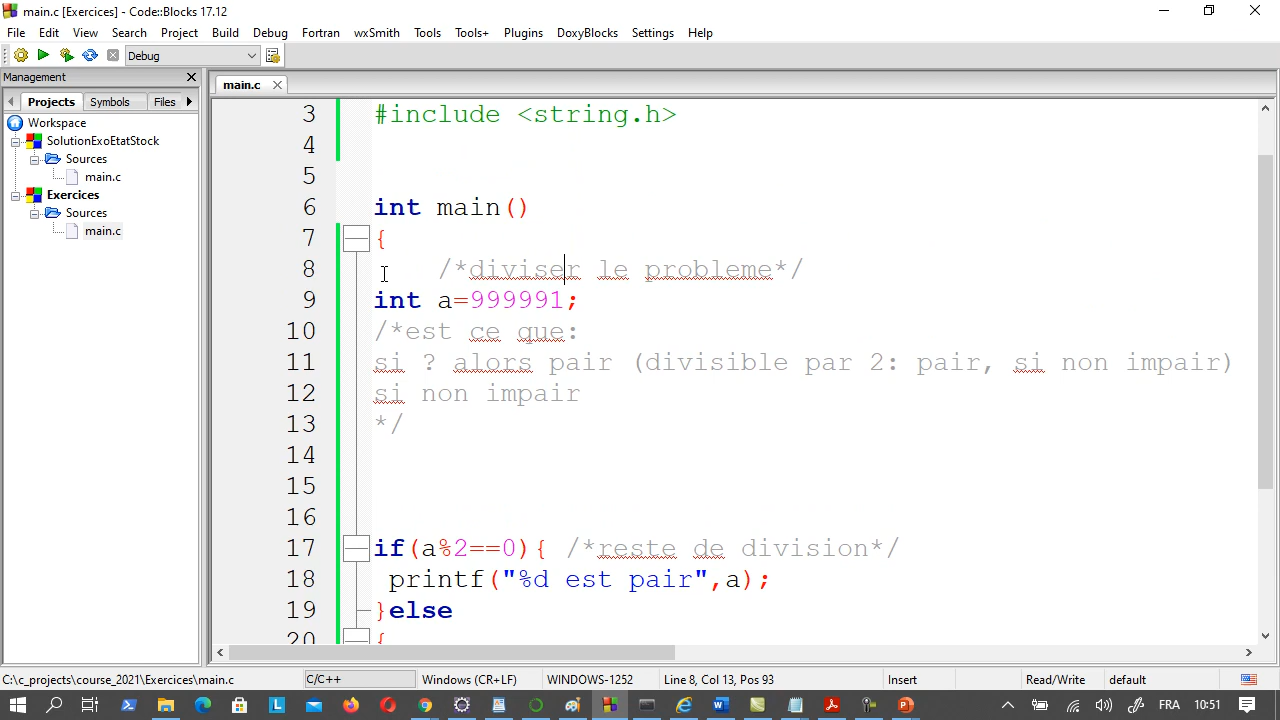 main.c [Exercices] - Code::Blocks 17.12
File Edit View Search Project Build Debug Fortran wxSmith Tools Tools+ Plugins DoxyBlocks Settings Help
Debug
Management
main.c
Projects Symbols Files
Workspace
SolutionExoEtatStock
Sources
main.c
Exercices
Sources
main.c
3 #include <string.h>
4
5
6 int main()
7 {
8 /*diviser le probleme*/
9 int a=999991;
10 /*est ce que:
11 si ? alors pair (divisible par 2: pair, si non impair)
12 si non impair
13 */
14
15
16
17 if(a%2==0){ /*reste de division*/
18 printf("%d est pair",a);
19 }else
20 {
C:\c_projects\course_2021\Exercices\main.c C/C++ Windows (CR+LF) WINDOWS-1252 Line 8, Col 13, Pos 93 Insert Read/Write default
FRA 10:51